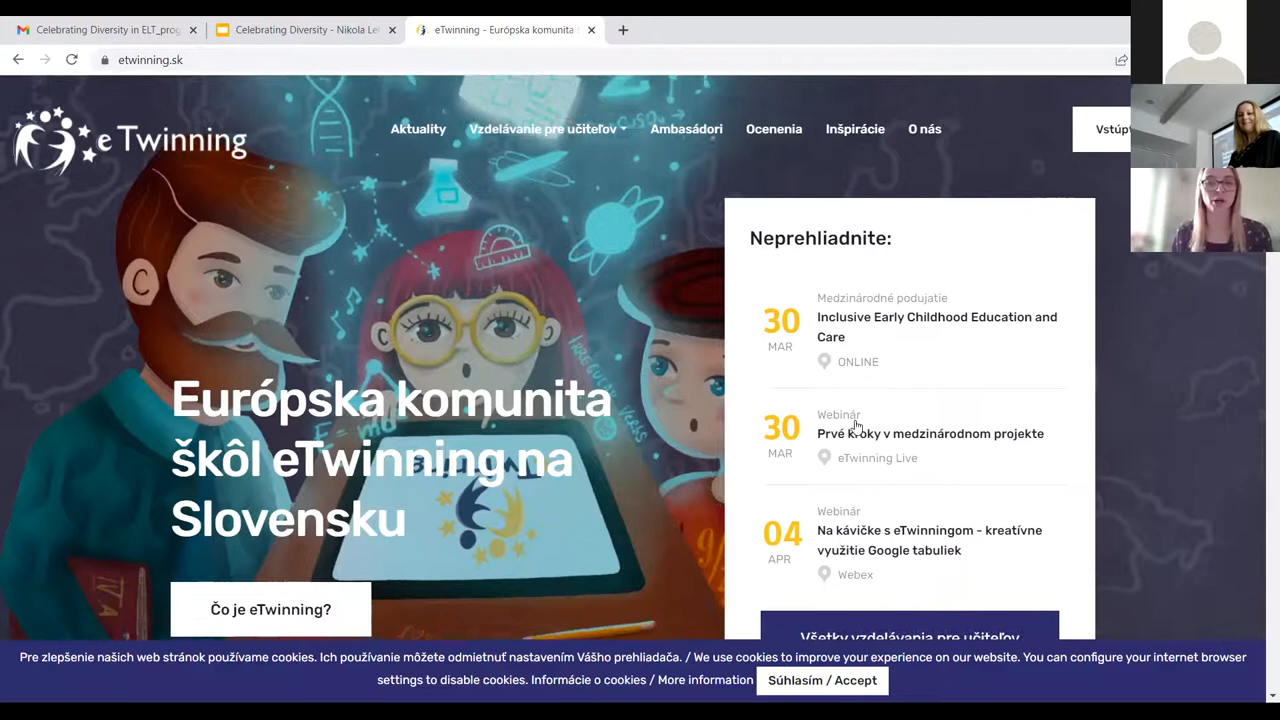 Celebrating Diversity in ELT_prog
Celebrating Diversity - Nikola Le
eTwinning - Európska komunita
etwinning.sk
e Twinning
Aktuality
Vzdelávanie pre učiteľov
Ambasádori
Ocenenia
Inšpirácie
O nás
Vstúp
Neprehliadnite:
30
MAR
Medzinárodné podujatie
Inclusive Early Childhood Education and
Care
ONLINE
30
MAR
Webinár
Prvé kroky v medzinárodnom projekte
eTwinning Live
04
APR
Webinár
Na kávičke s eTwinningom - kreatívne
využitie Google tabuliek
Webex
Všetky vzdelávania pre učiteľov
IRREGULAR VERBS
Európska komunita
škôl eTwinning na
Slovensku
Čo je eTwinning?
Pre zlepšenie našich web stránok používame cookies. Ich používanie môžete odmietnuť nastavením Vášho prehliadača. / We use cookies to improve your experience on our website. You can configure your internet browser
settings to disable cookies. Informácie o cookies / More information
Súhlasím / Accept